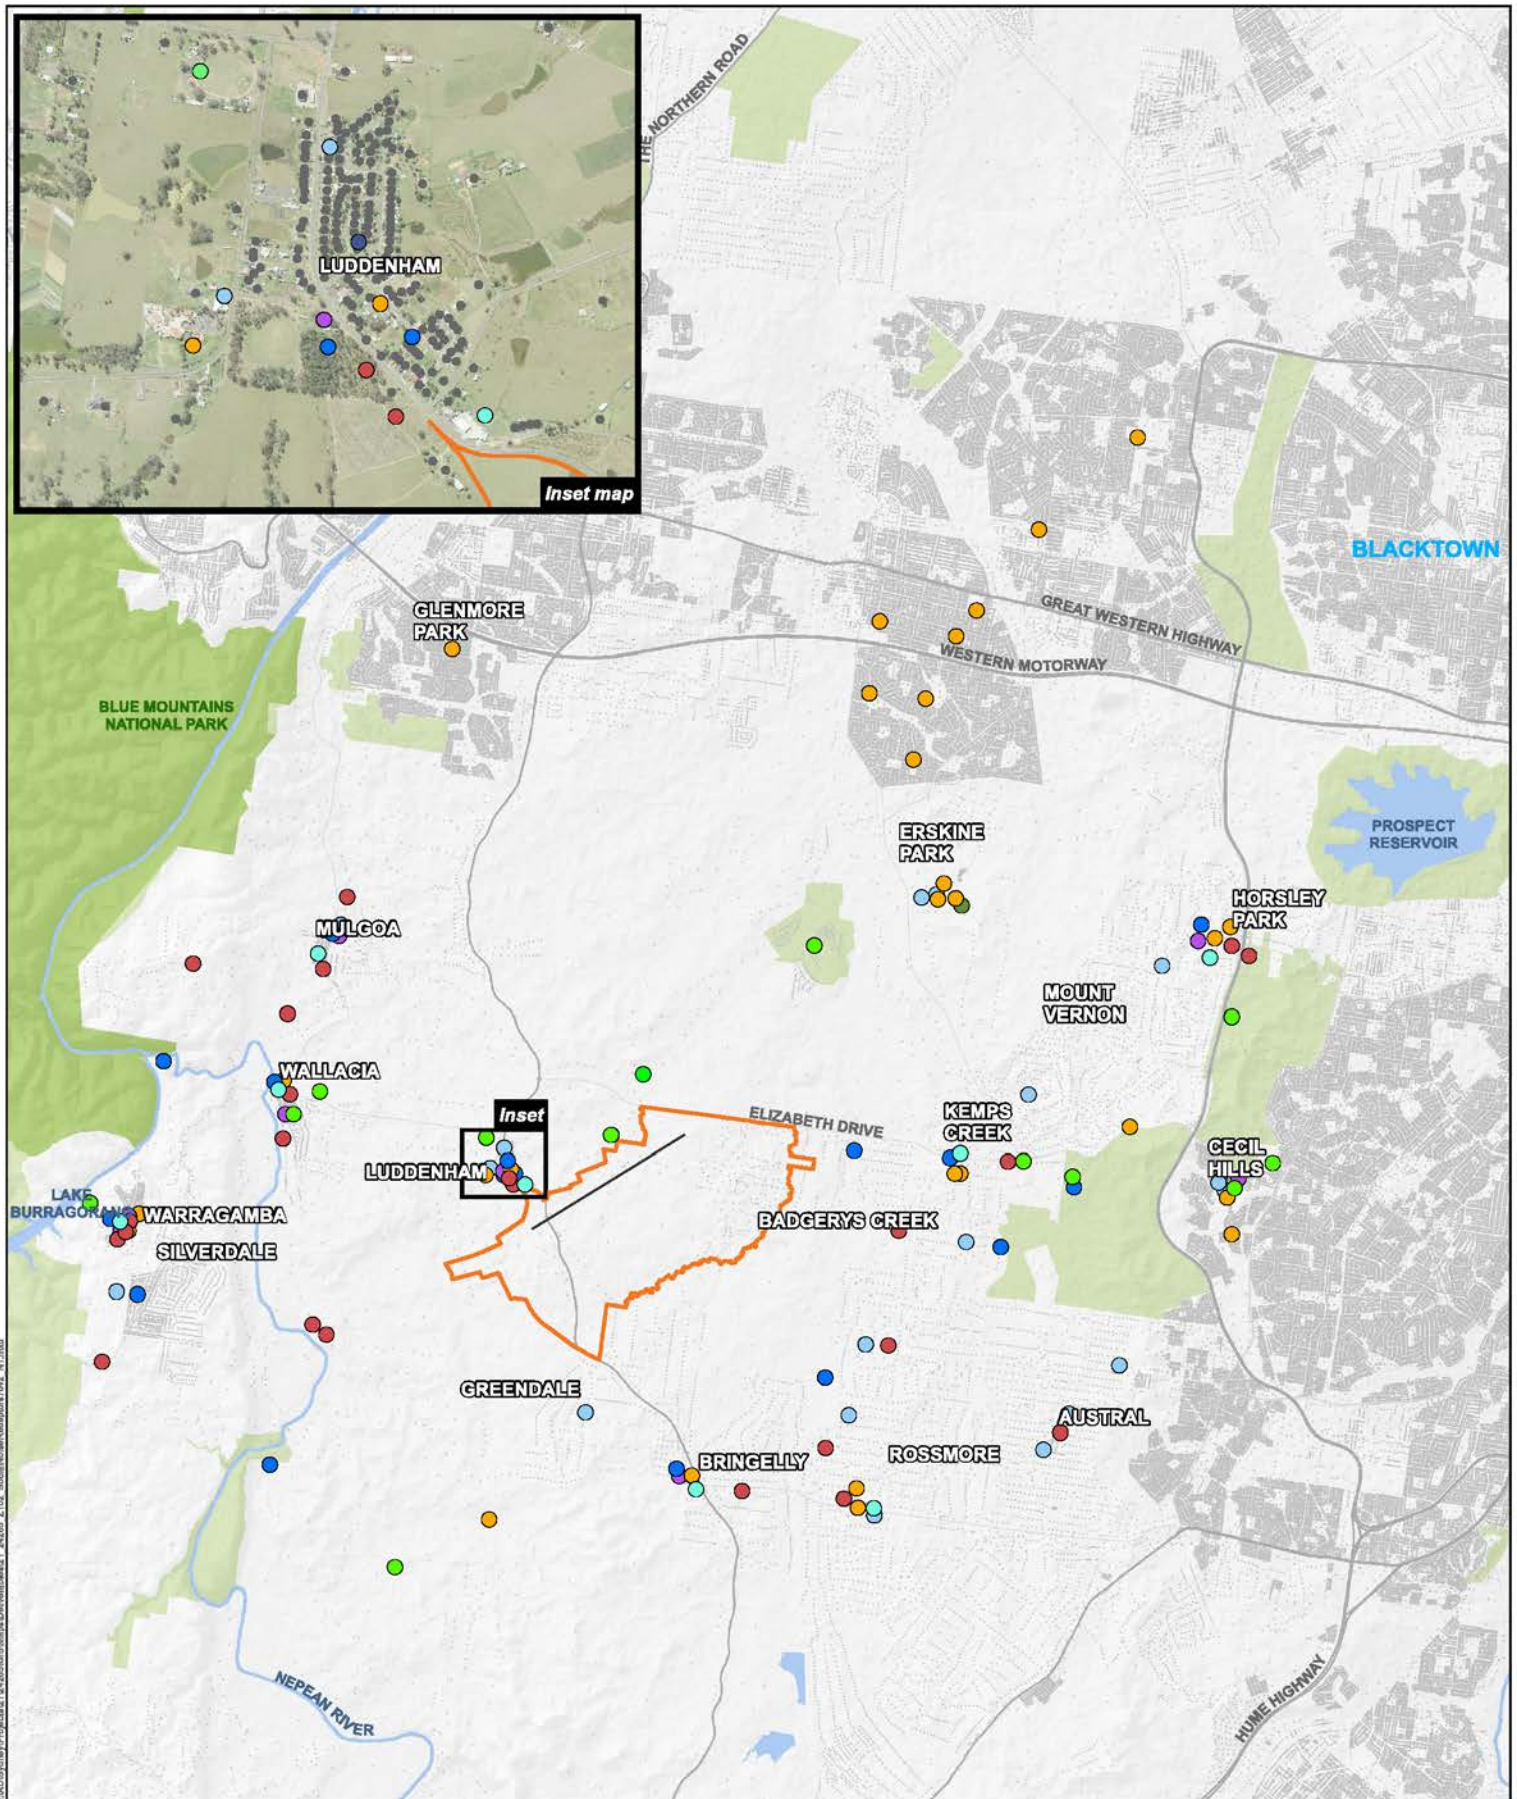 THE NORTHERN ROAD
LUDDENHAM
Inset map
BLACKTOWN
GLENMORE
PARK
GREAT WESTERN HIGHWAY
WESTERN MOTORWAY
BLUE MOUNTAINS
NATIONAL PARK
PROSPECT
RESERVOIR
ERSKINE
PARK
HORSLEY
PARK
MULGOA
MOUNT
VERNON
WALLACIA
Inset
ELIZABETH DRIVE
KEMPS
CREEK
CECIL
HILLS
LUDDENHAM
LAKE
BURRAGORANG
WARRAGAMBA
BADGERYS CREEK
SILVERDALE
GREENDALE
AUSTRAL
BRINGELLY
ROSSMORE
NEPEAN RIVER
HUME HIGHWAY